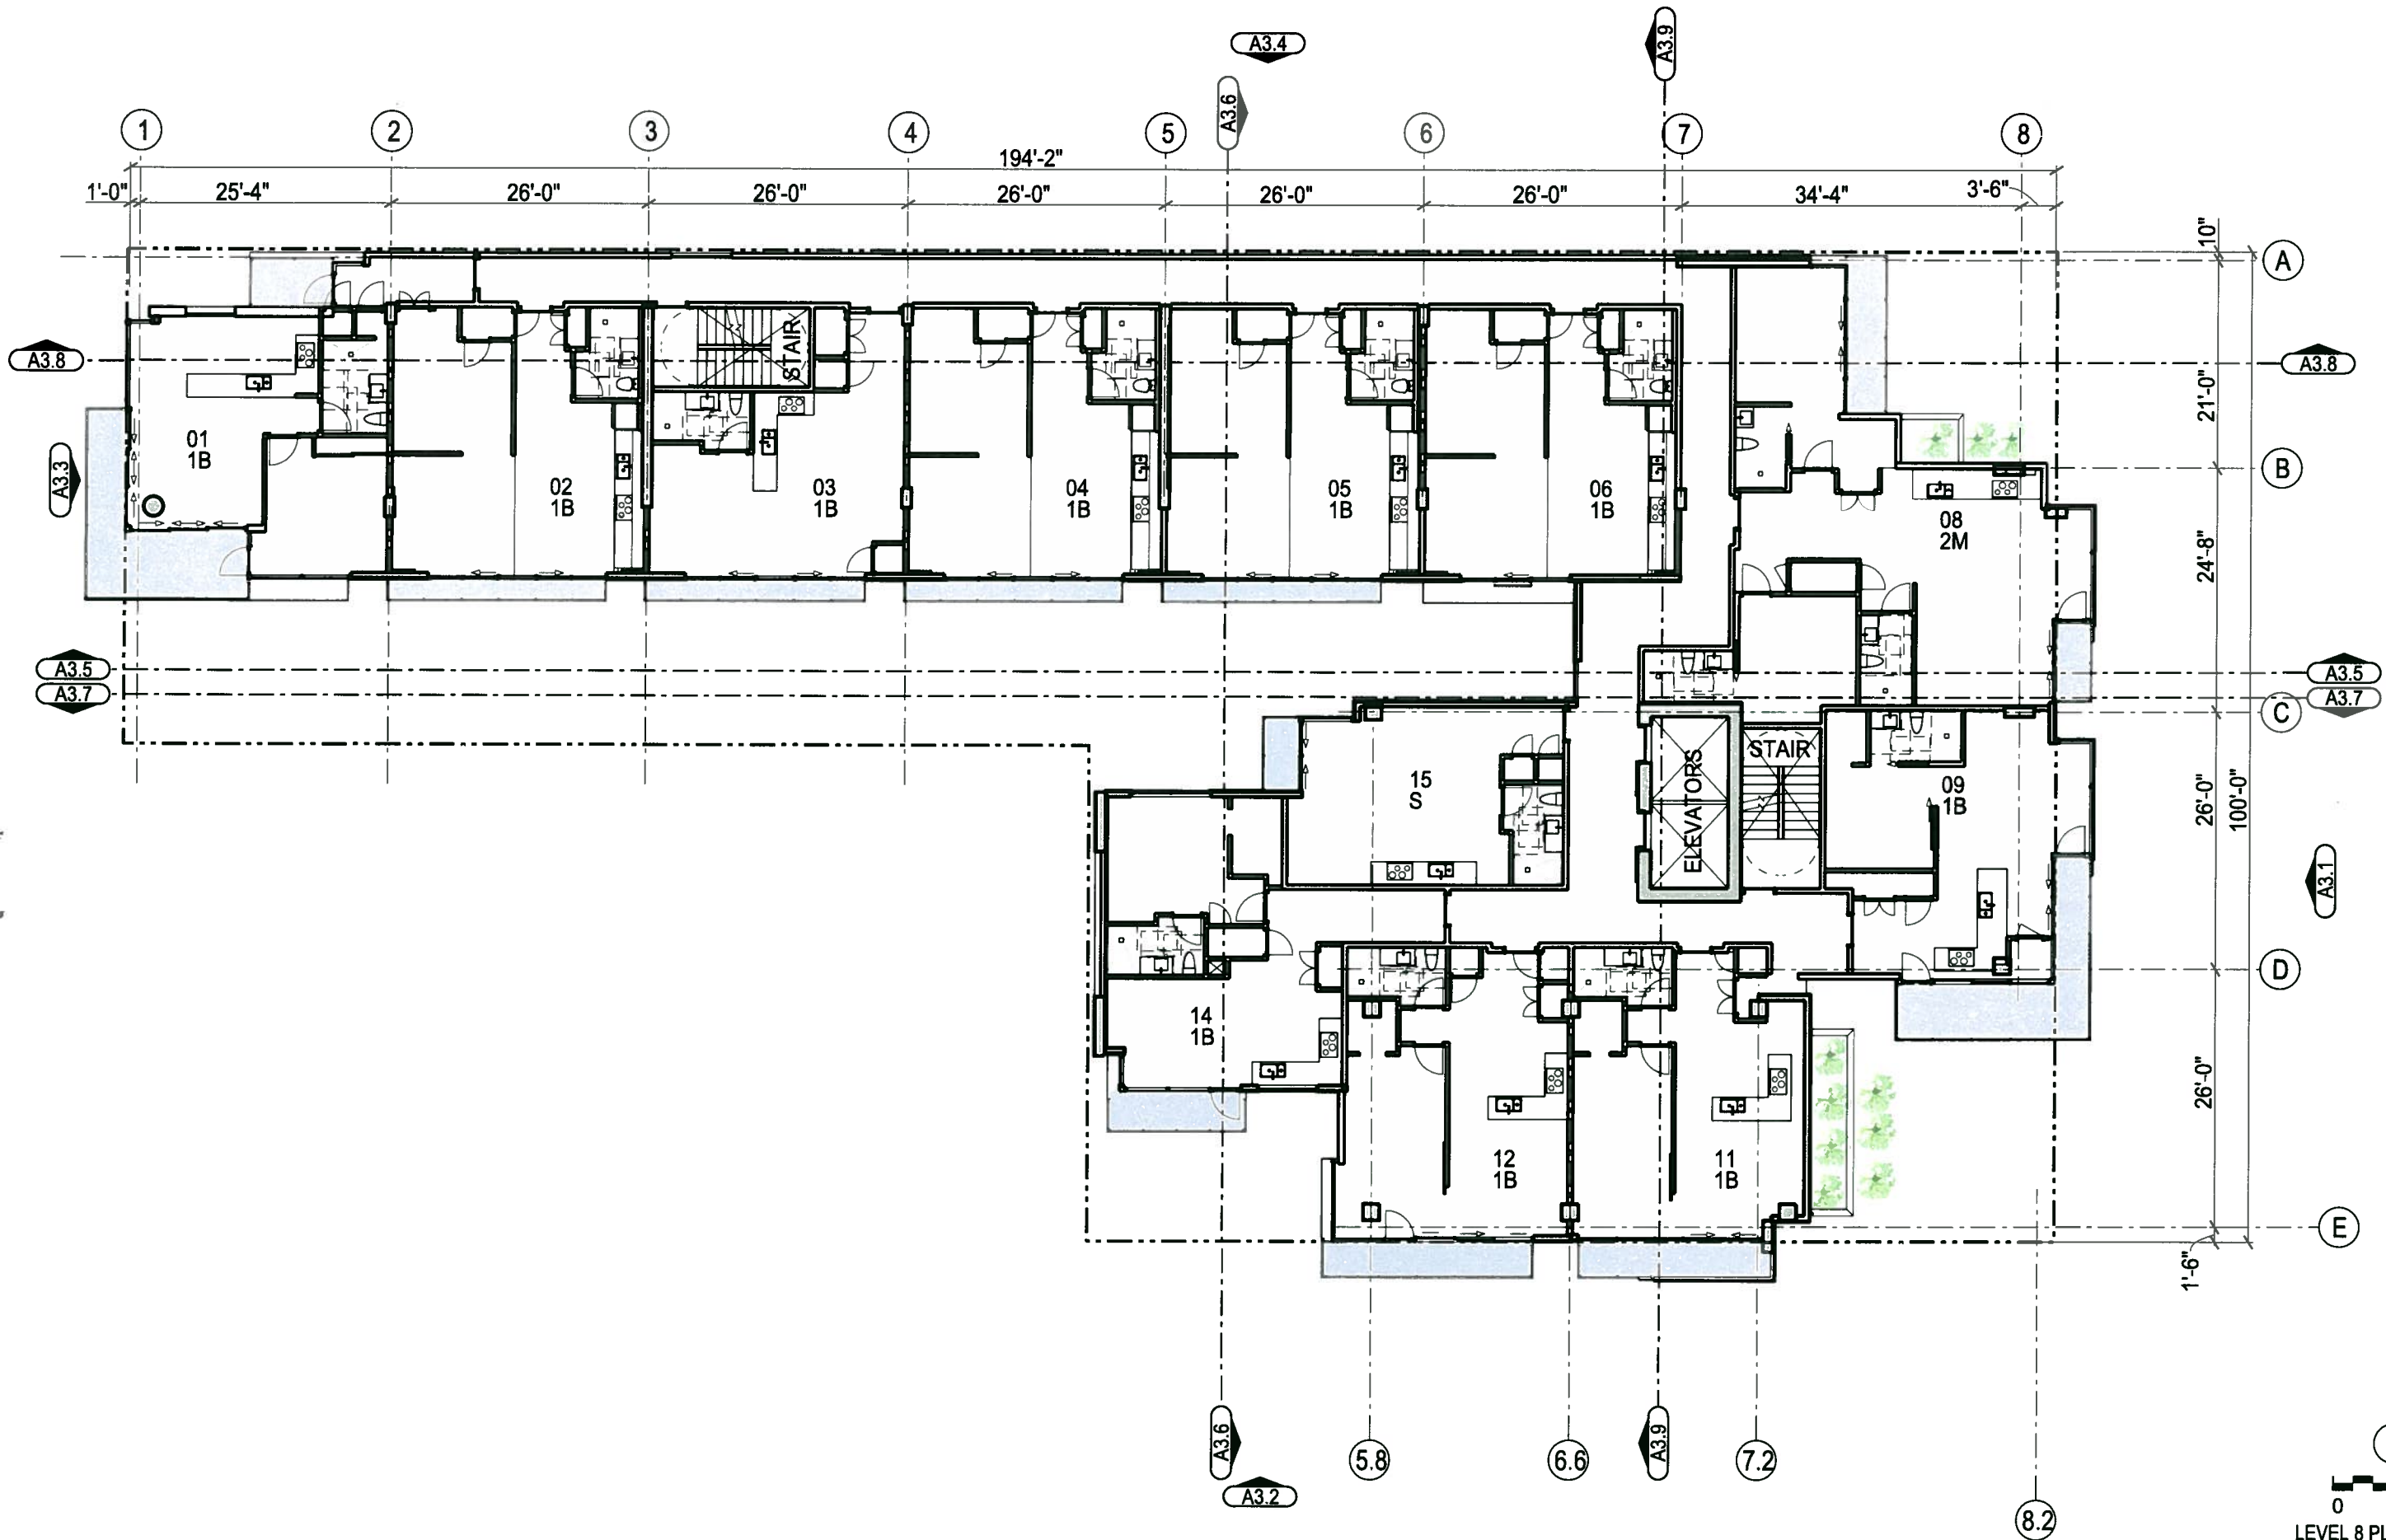 A3.4
A3.9
A3.6
1
2
3
4
5
6
7
8
194'-2"
1'-0"
25'-4"
26'-0"
26'-0"
26'-0"
26'-0"
26'-0"
34'-4"
3'-6"
10"
A
STAIR
A3.8
A3.8
21'-0"
01
1B
A3.3
B
02
1B
03
1B
04
1B
05
1B
06
1B
08
2M
24'-8"
A3.5
A3.7
A3.5
A3.7
C
STAIR
ELEVATORS
15
S
09
1B
26'-0"
100'-0"
A3.1
D
14
1B
26'-0"
12
1B
11
1B
E
1'-6"
A3.6
5.8
6.6
A3.9
7.2
A3.2
8.2
0
LEVEL 8 PL